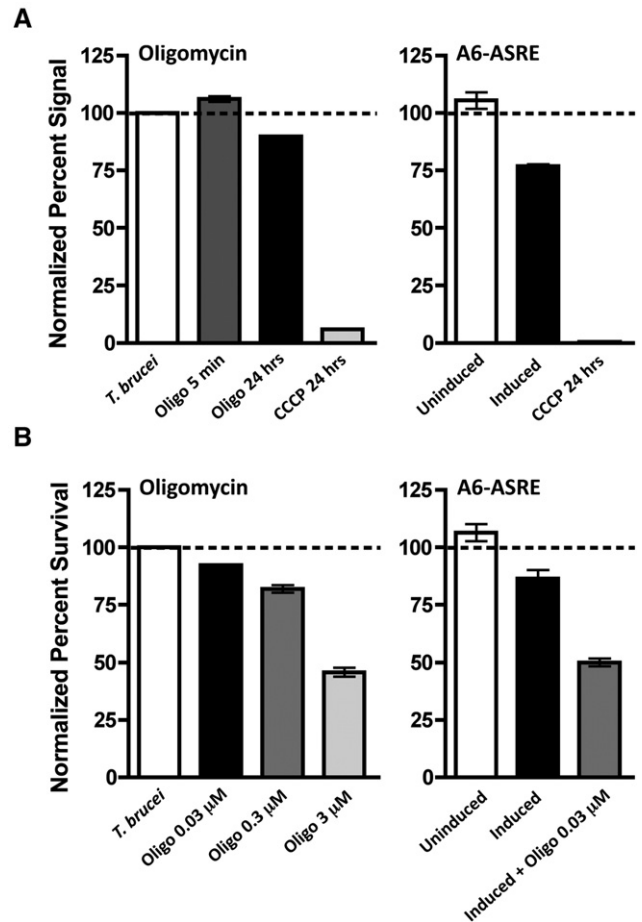 A
Oligomycin
A6-ASRE
Normalized Percent Signal
125
100
75
50
25
0
125
100
75
50
25
0
T. brucei
Oligo 5 min
Oligo 24 hrs
CCCP 24 hrs
Uninduced
Induced
CCCP 24 hrs
B
Oligomycin
A6-ASRE
Normalized Percent Survival
125
100
75
50
25
0
125
100
75
50
25
0
T. brucei
Oligo 0.03 µM
Oligo 0.3 µM
Oligo 3 µM
Uninduced
Induced
Induced + Oligo 0.03 µM